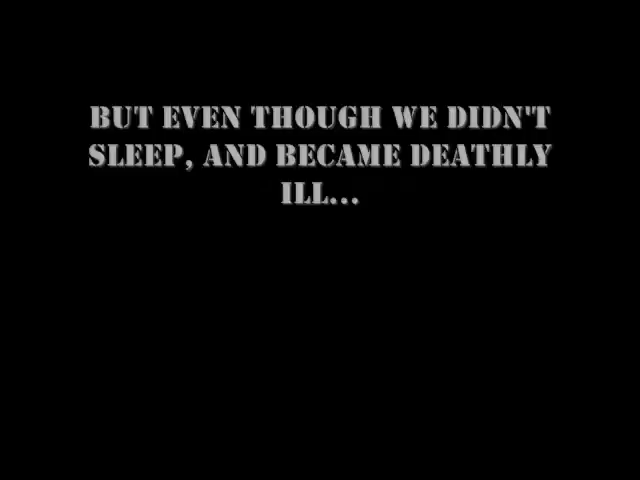 BUT EVEN THOUGH WE DIDN'T
SLEEP, AND BECAME DEATHLY
ILL...